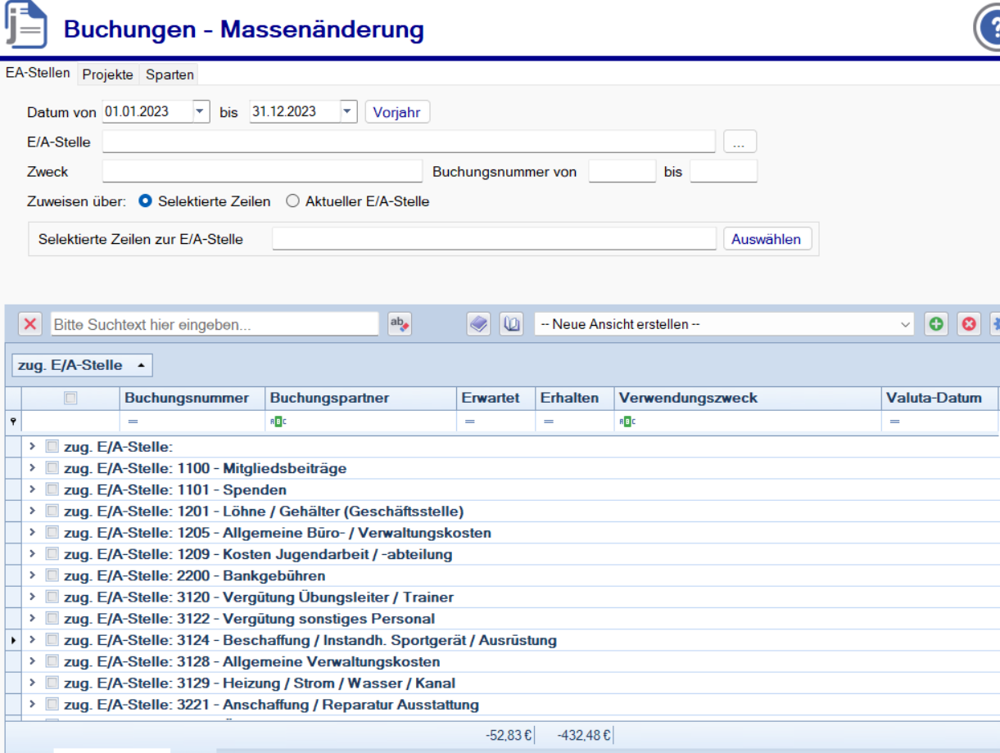 Buchungen - Massenänderung
?
EA-Stellen Projekte Sparten
Datum von 01.01.2023 bis 31.12.2023 Vorjahr
E/A-Stelle ...
Zweck Buchungsnummer von bis
Zuweisen über: Selektierte Zeilen Aktueller E/A-Stelle
Selektierte Zeilen zur E/A-Stelle Auswählen
Bitte Suchtext hier eingeben... ab -- Neue Ansicht erstellen --
zug. E/A-Stelle
Buchungsnummer Buchungspartner Erwartet Erhalten Verwendungszweck Valuta-Datum
= ABC = = ABC =
zug. E/A-Stelle:
zug. E/A-Stelle: 1100 - Mitgliedsbeiträge
zug. E/A-Stelle: 1101 - Spenden
zug. E/A-Stelle: 1201 - Löhne / Gehälter (Geschäftsstelle)
zug. E/A-Stelle: 1205 - Allgemeine Büro- / Verwaltungskosten
zug. E/A-Stelle: 1209 - Kosten Jugendarbeit / -abteilung
zug. E/A-Stelle: 2200 - Bankgebühren
zug. E/A-Stelle: 3120 - Vergütung Übungsleiter / Trainer
zug. E/A-Stelle: 3122 - Vergütung sonstiges Personal
zug. E/A-Stelle: 3124 - Beschaffung / Instandh. Sportgerät / Ausrüstung
zug. E/A-Stelle: 3128 - Allgemeine Verwaltungskosten
zug. E/A-Stelle: 3129 - Heizung / Strom / Wasser / Kanal
zug. E/A-Stelle: 3221 - Anschaffung / Reparatur Ausstattung
-52,83 € -432,48 €